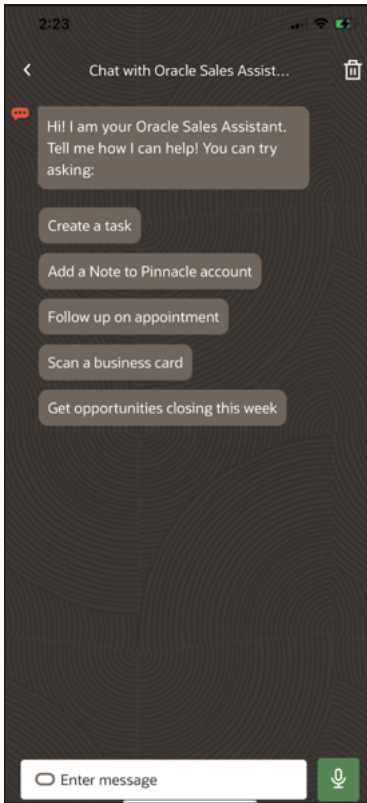 2:23
Chat with Oracle Sales Assist...
Hi! I am your Oracle Sales Assistant.
Tell me how I can help! You can try
asking:
Create a task
Add a Note to Pinnacle account
Follow up on appointment
Scan a business card
Get opportunities closing this week
Enter message